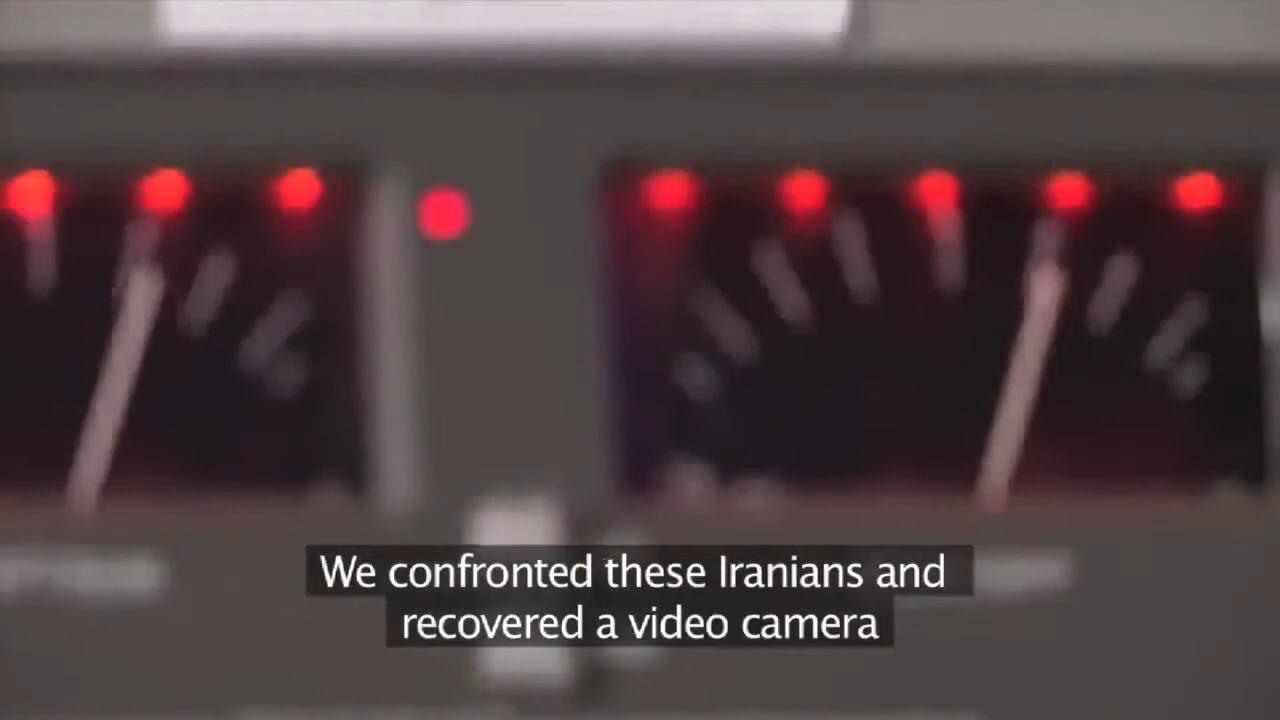 We confronted these Iranians and
recovered a video camera